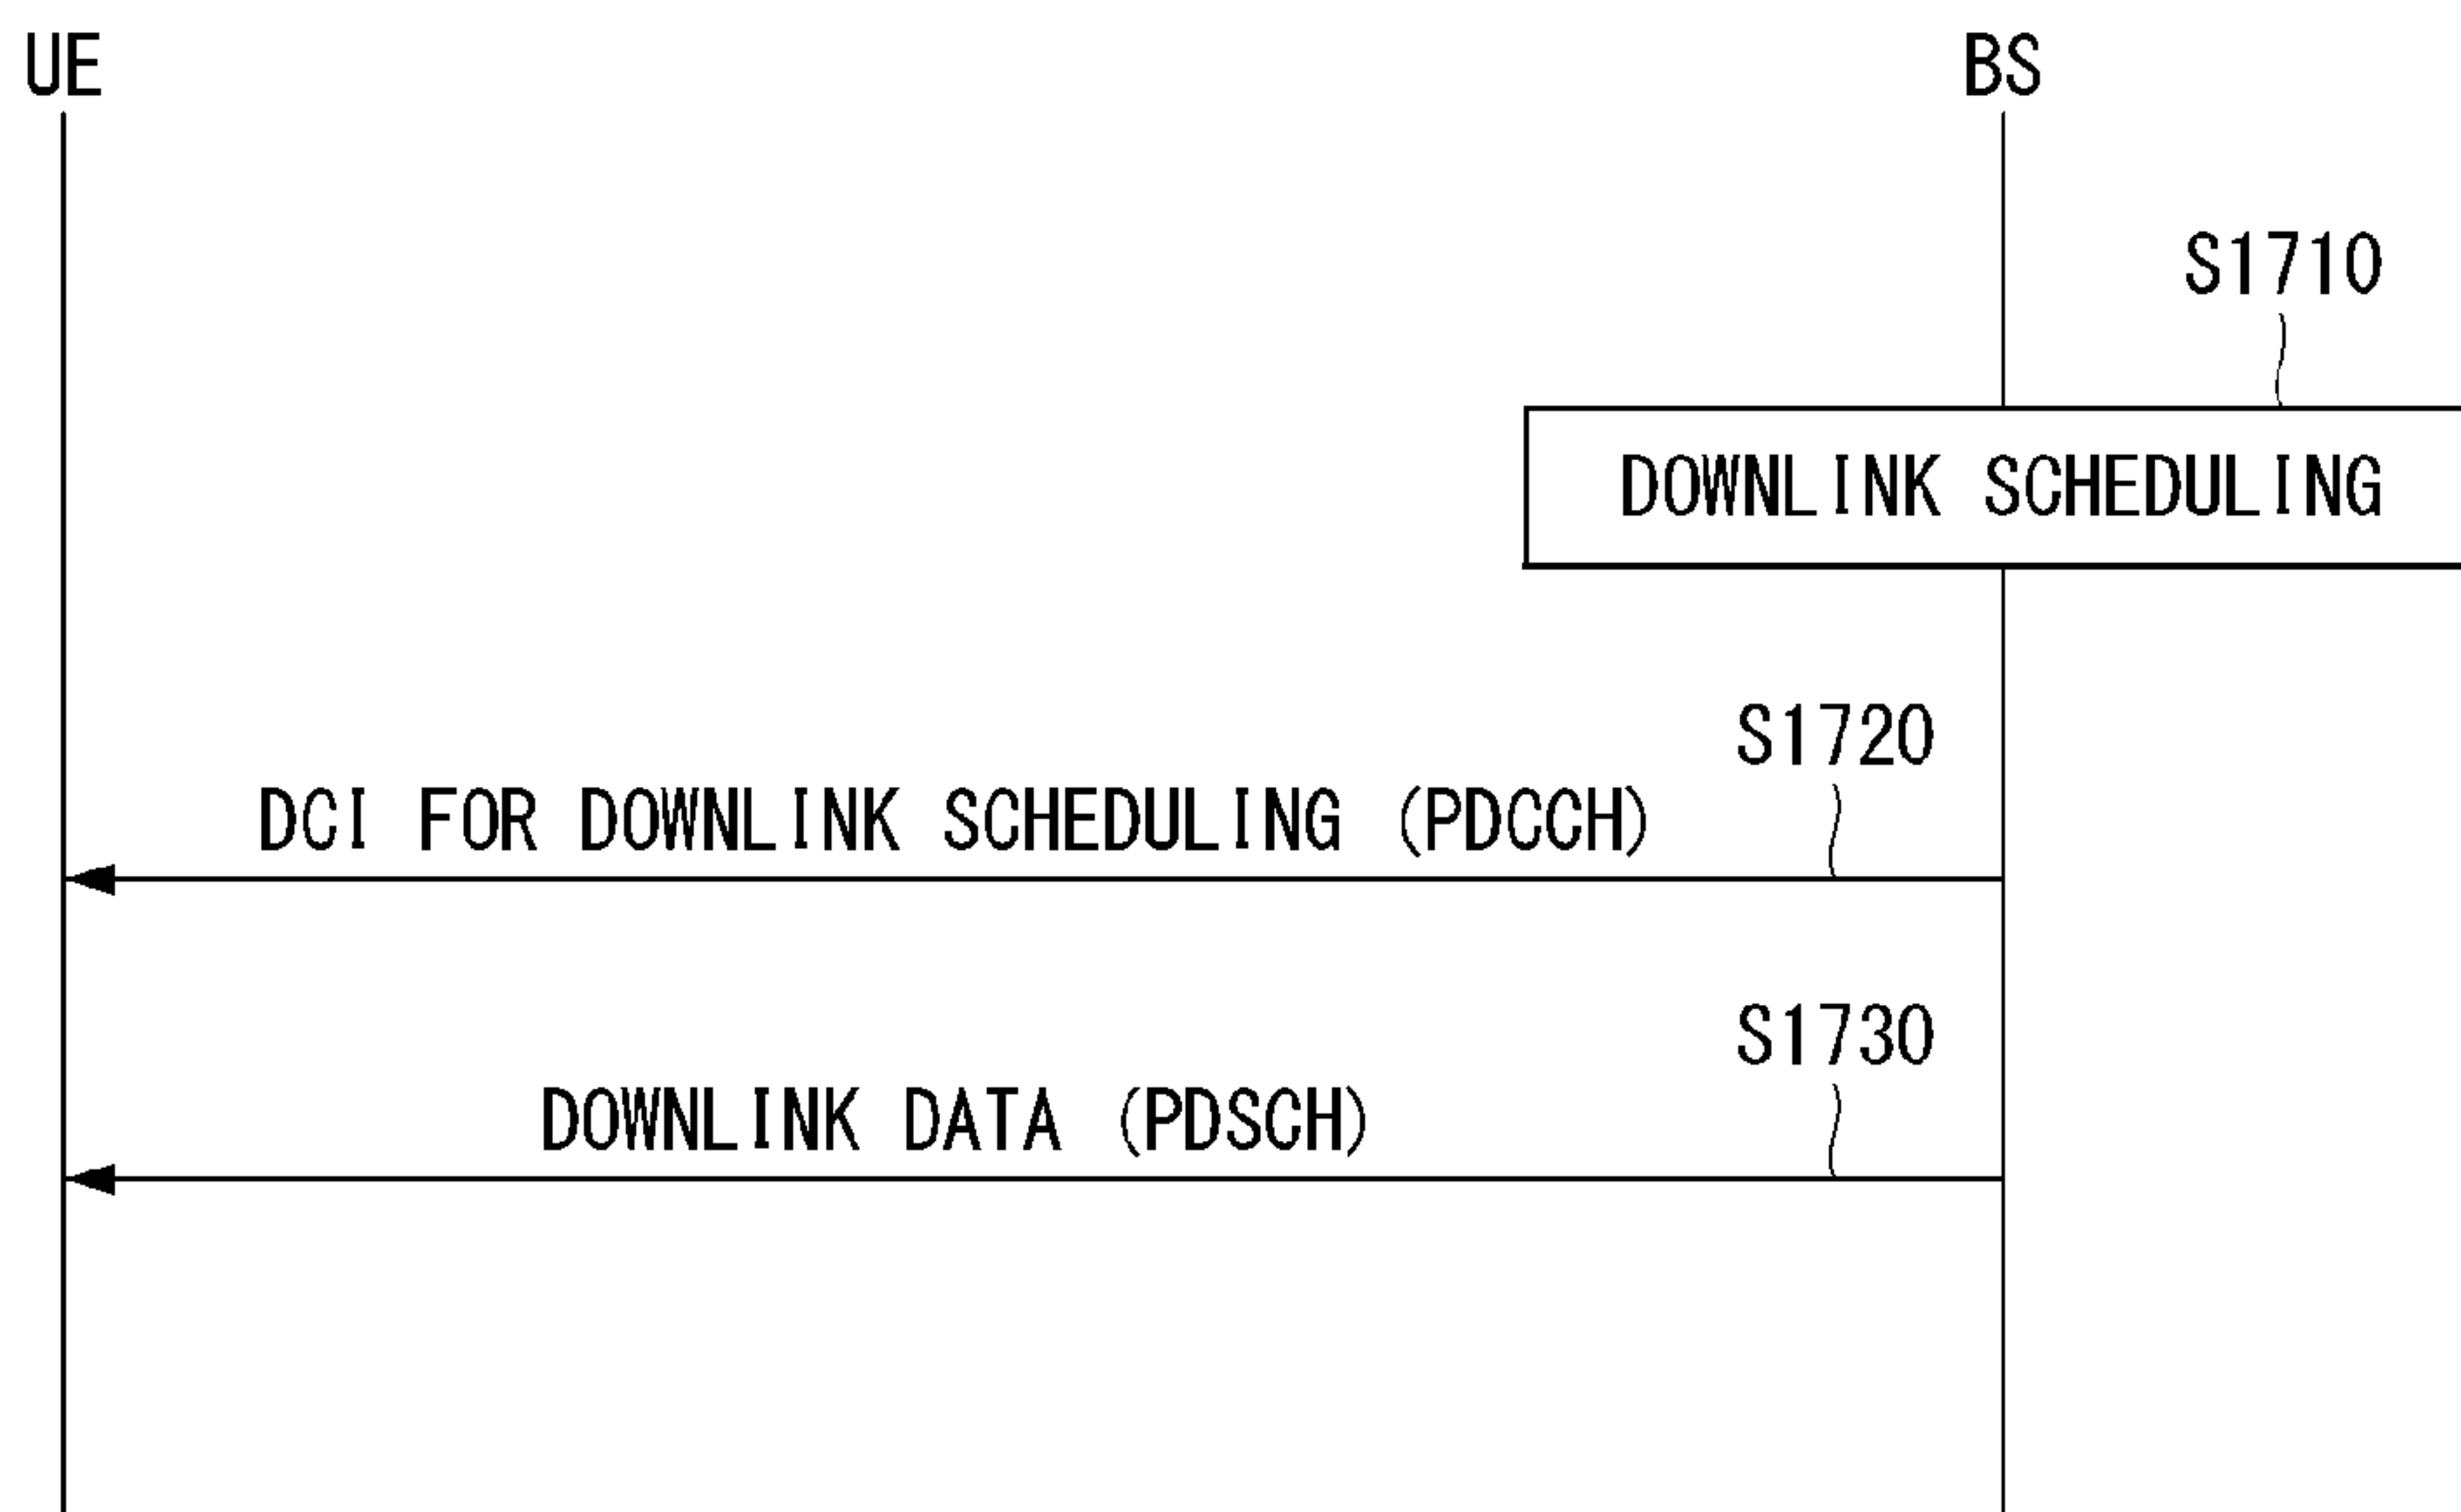 UE
BS
S1710
DOWNLINK SCHEDULING
S1720
DCI FOR DOWNLINK SCHEDULING (PDCCH)
S1730
DOWNLINK DATA (PDSCH)